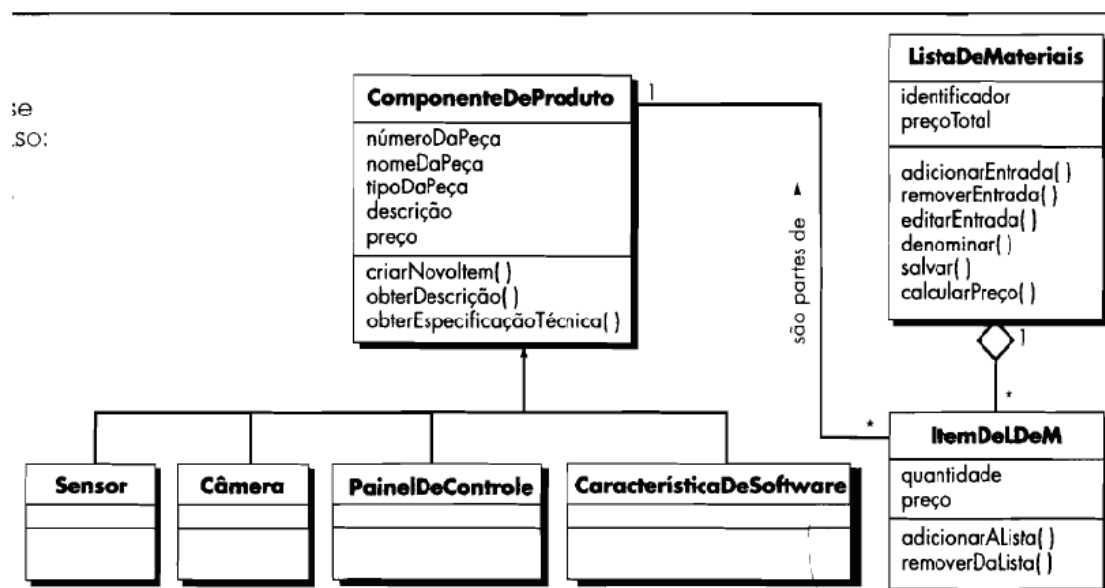 se
so:
ComponenteDeProduto
númeroDaPeça
nomeDaPeça
tipoDaPeça
descrição
preço
criarNovoItem( )
obterDescrição( )
obterEspecificaçãoTécnica( )
1
são partes de
*
ListaDeMateriais
identificador
preçoTotal
adicionarEntrada( )
removerEntrada( )
editarEntrada( )
denominar( )
salvar( )
calcularPreço( )
1
*
ItemDeLDeM
quantidade
preço
adicionarALista( )
removerDaLista( )
Sensor
Câmera
PainelDeControle
CaracterísticaDeSoftware